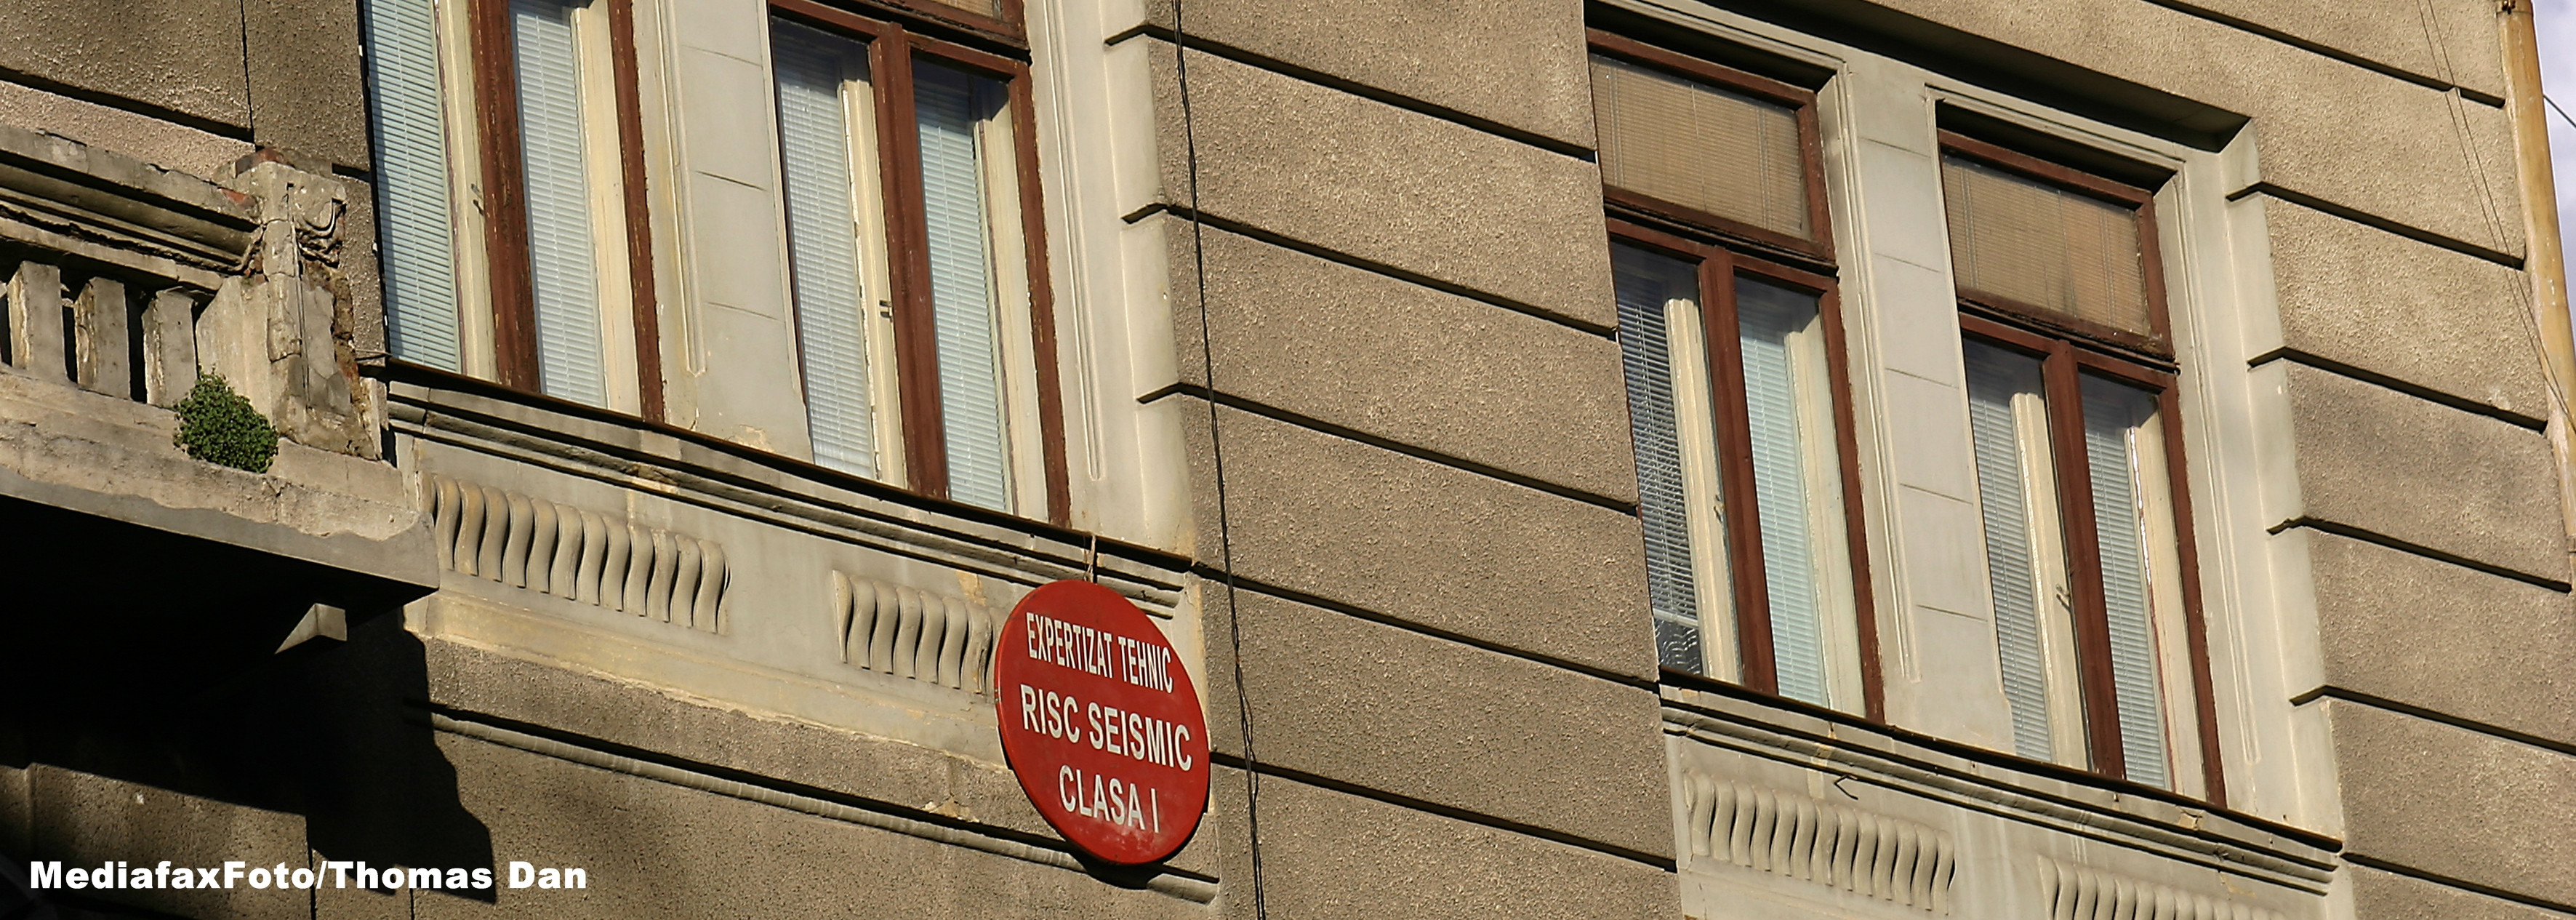 EXPERTIZAT TEHNIC
RISC SEISMIC
CLASA I
MediafaxFoto/Thomas Dan